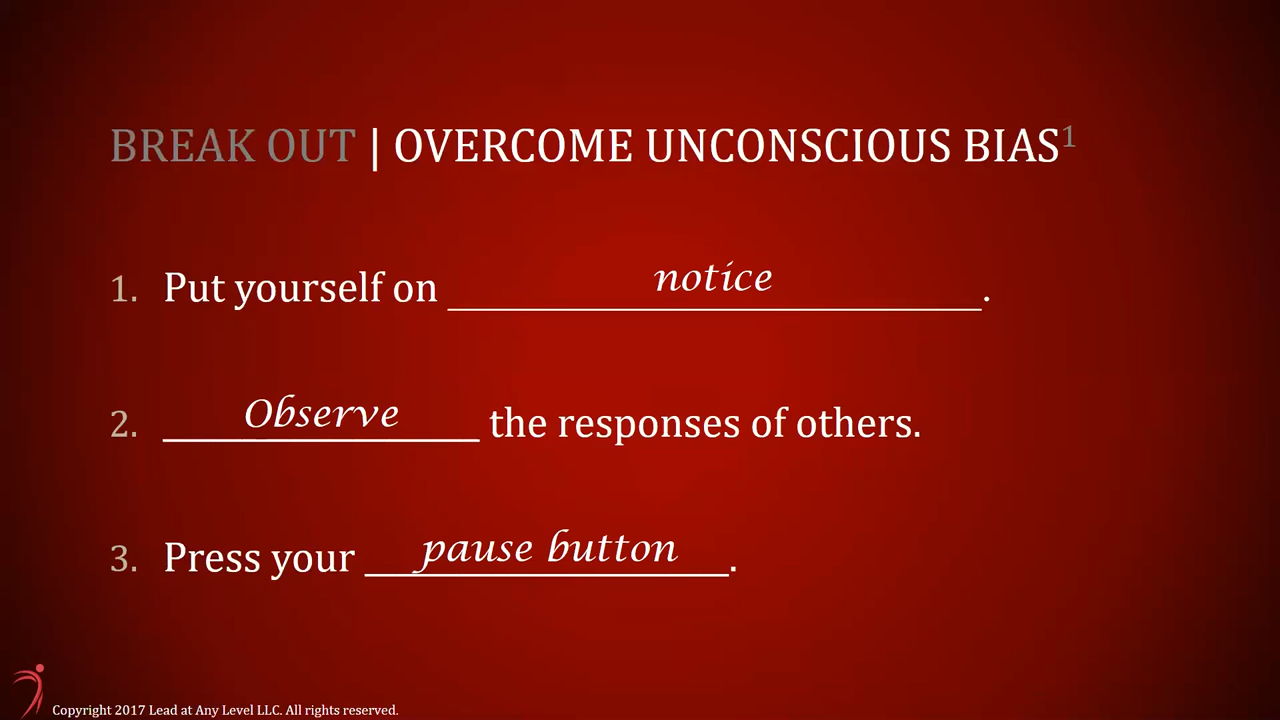 BREAK OUT | OVERCOME UNCONSCIOUS BIAS1
1. Put yourself on notice.
2. Observe the responses of others.
3. Press your pause button.
Copyright 2017 Lead at Any Level LLC. All rights reserved.